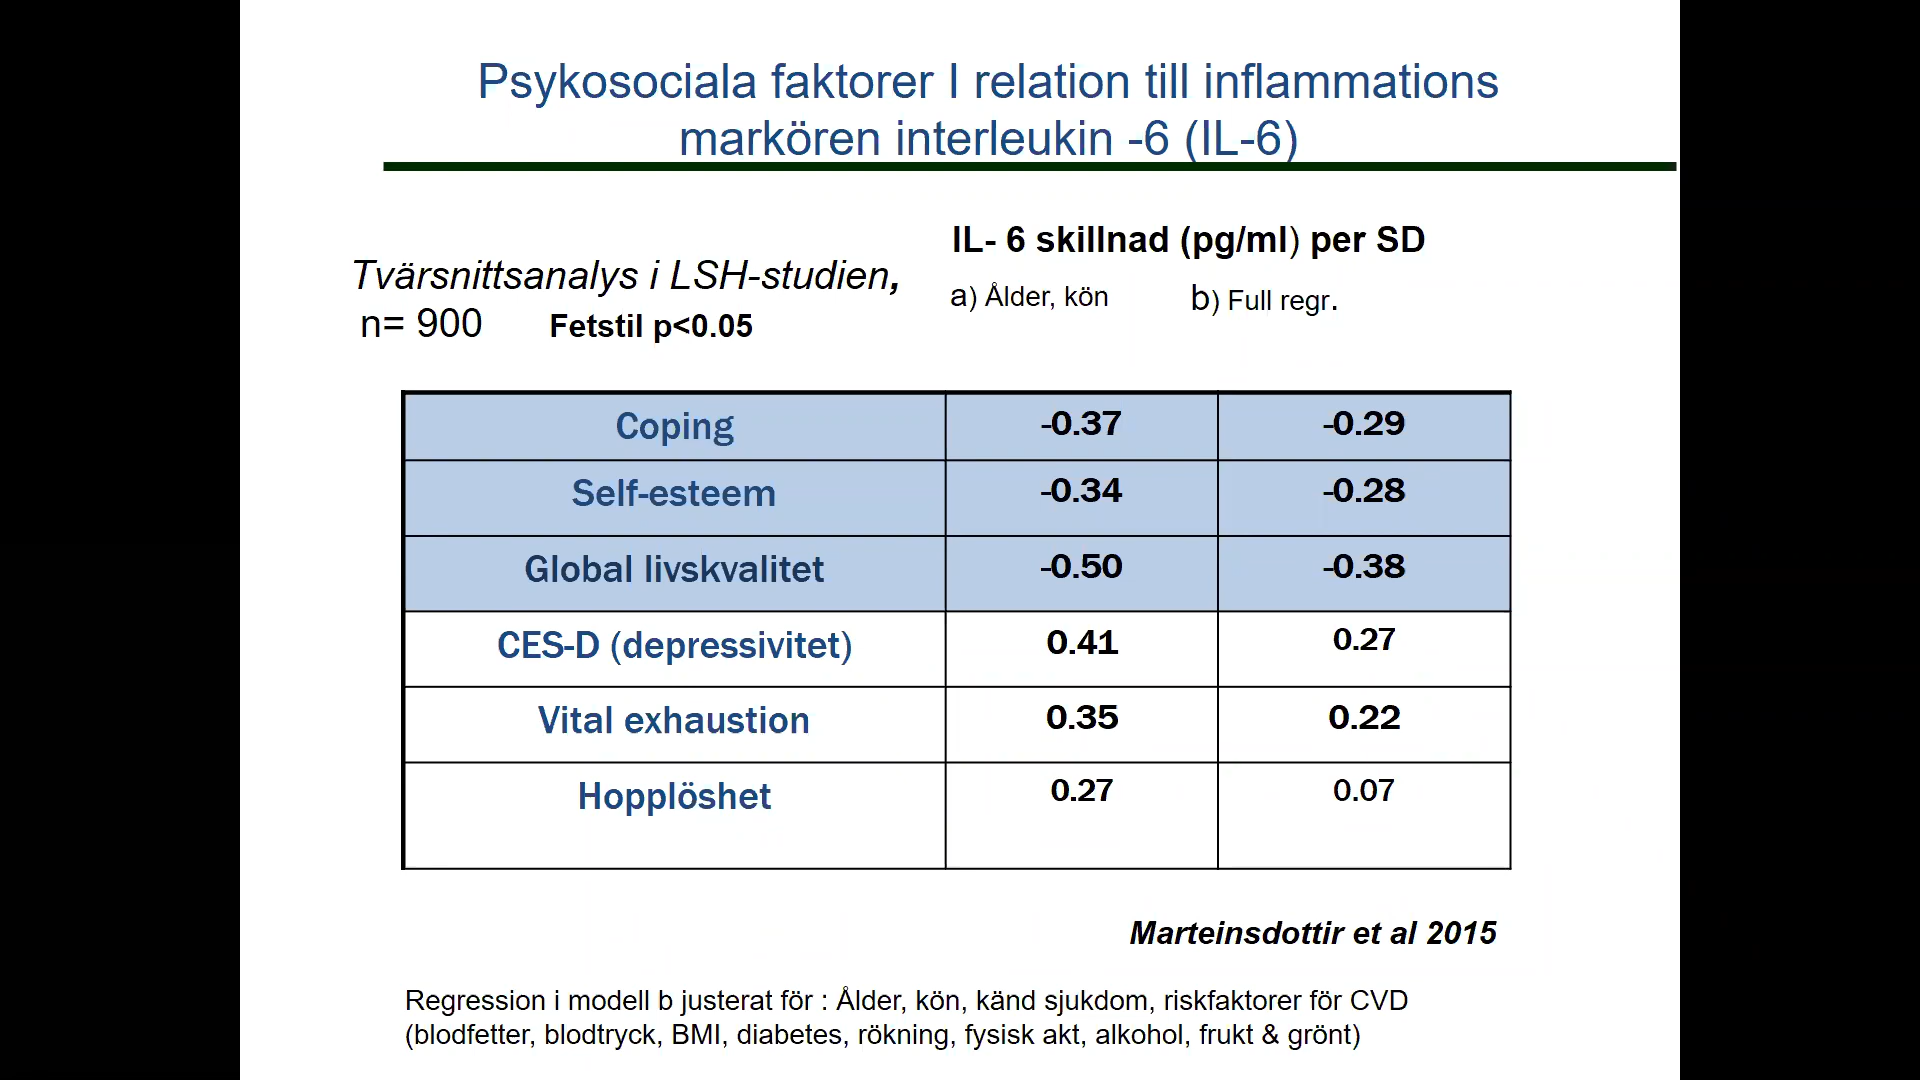 Psykosociala faktorer I relation till inflammations
markören interleukin -6 (IL-6)
Tvärsnittsanalys i LSH-studien,
n= 900 Fetstil p<0.05
IL- 6 skillnad (pg/ml) per SD
a) Ålder, kön b) Full regr.
Coping -0.37 -0.29
Self-esteem -0.34 -0.28
Global livskvalitet -0.50 -0.38
CES-D (depressivitet) 0.41 0.27
Vital exhaustion 0.35 0.22
Hopplöshet 0.27 0.07
Marteinsdottir et al 2015
Regression i modell b justerat för : Ålder, kön, känd sjukdom, riskfaktorer för CVD
(blodfetter, blodtryck, BMI, diabetes, rökning, fysisk akt, alkohol, frukt & grönt)